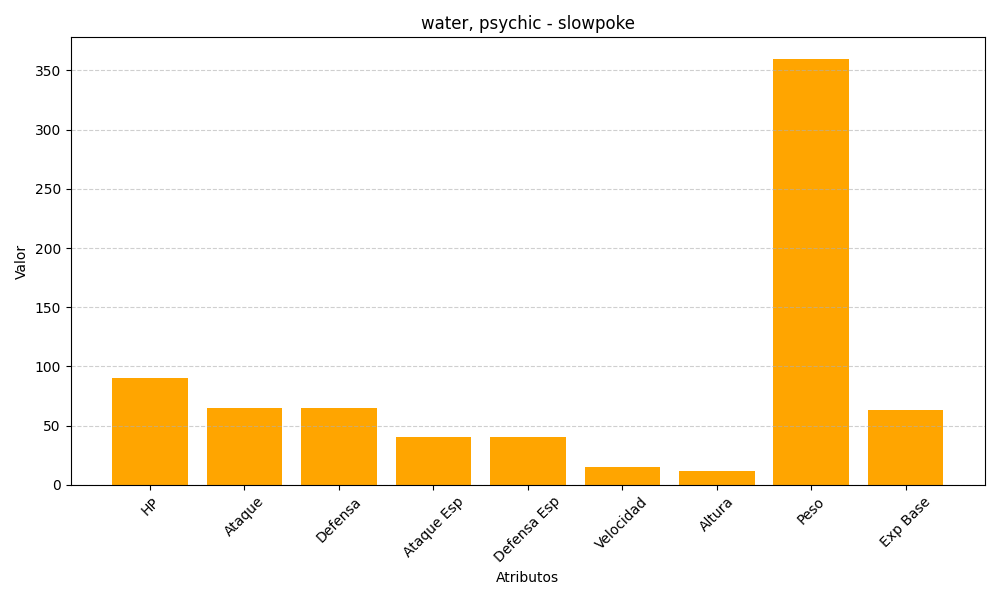 water, psychic - slowpoke
Valor
350
300
250
200
150
100
50
0
HP
Ataque
Defensa
Ataque Esp
Defensa Esp
Velocidad
Altura
Peso
Exp Base
Atributos